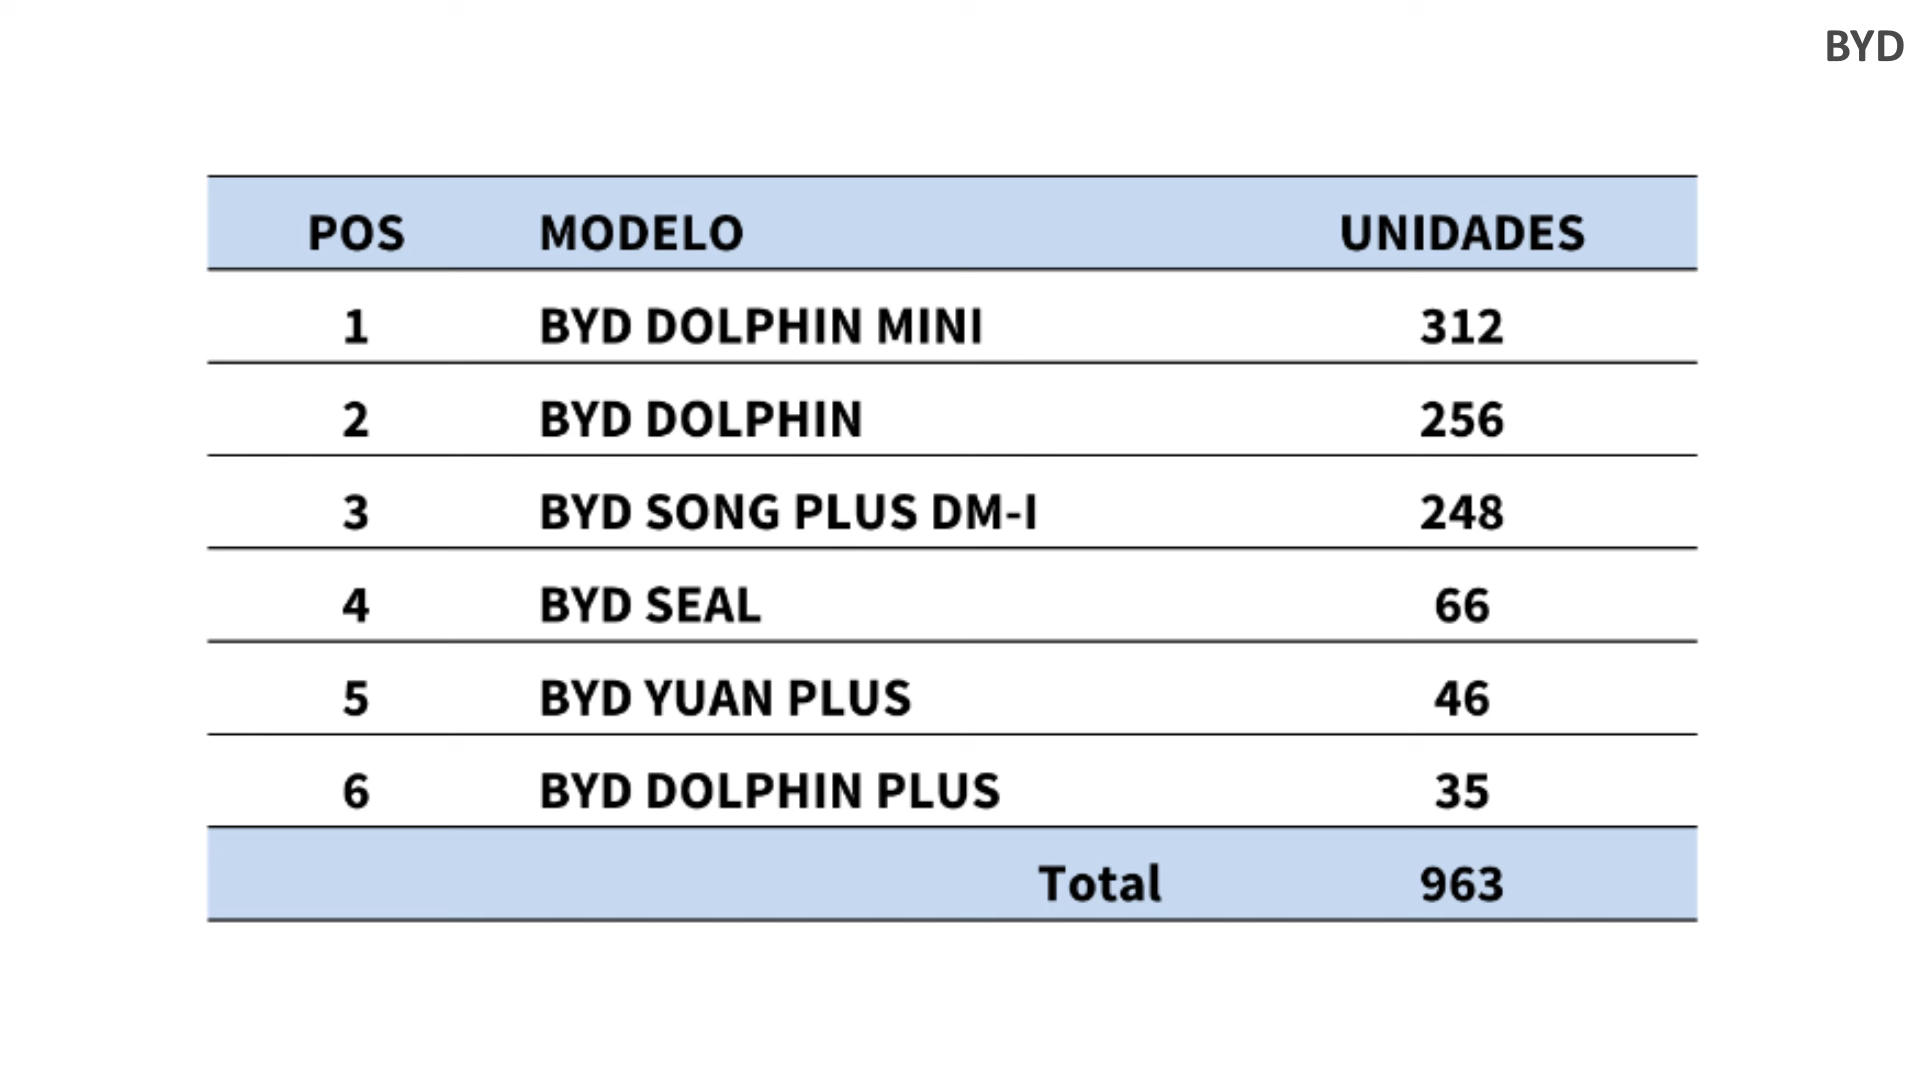 BYD
POS MODELO UNIDADES
1 BYD DOLPHIN MINI 312
2 BYD DOLPHIN 256
3 BYD SONG PLUS DM-I 248
4 BYD SEAL 66
5 BYD YUAN PLUS 46
6 BYD DOLPHIN PLUS 35
Total 963